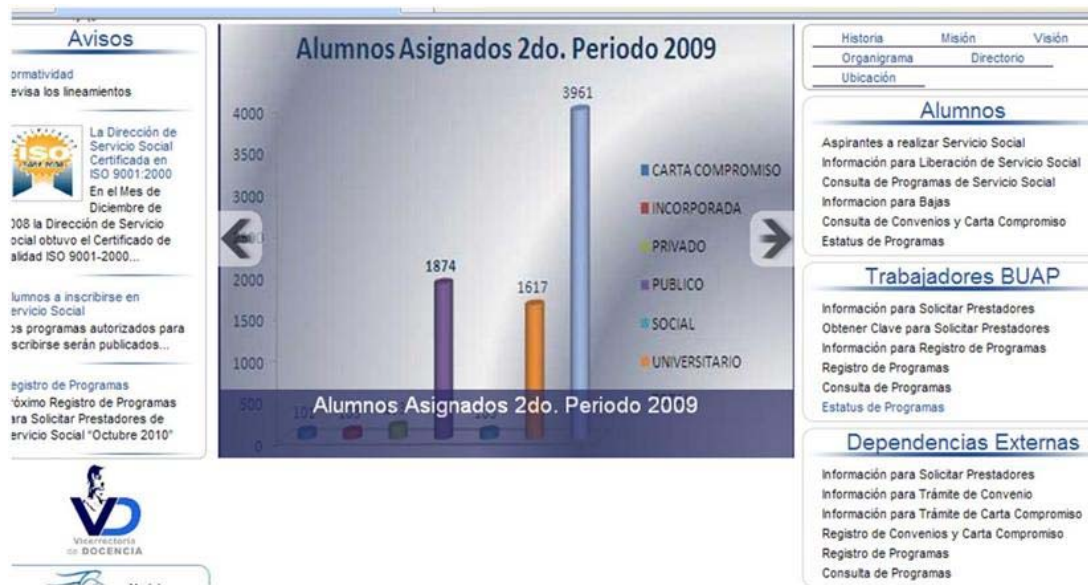 Avisos
ormatividad
evisa los lineamientos
La Dirección de
Servicio Social
Certificada en
ISO 9001:2000
En el Mes de
Diciembre de
008 la Dirección de Servicio
ocial obtuvo el Certificado de
alidad ISO 9001-2000...
lumnos a inscribirse en
ervicio Social
os programas autorizados para
scribirse serán publicados...
egistro de Programas
róximo Registro de Programas
ara Solicitar Prestadores de
ervicio Social "Octubre 2010"
VD
Vicerrectoría
de DOCENCIA
Alumnos Asignados 2do. Periodo 2009
4000
3500
3000
2000
1500
1000
500
0
1874
1617
3961
CARTA COMPROMISO
INCORPORADA
PRIVADO
PUBLICO
SOCIAL
UNIVERSITARIO
Alumnos Asignados 2do. Periodo 2009
Historia Misión Visión
Organigrama Directorio
Ubicación
Alumnos
Aspirantes a realizar Servicio Social
Información para Liberación de Servicio Social
Consulta de Programas de Servicio Social
Informacion para Bajas
Consulta de Convenios y Carta Compromiso
Estatus de Programas
Trabajadores BUAP
Información para Solicitar Prestadores
Obtener Clave para Solicitar Prestadores
Información para Registro de Programas
Registro de Programas
Consulta de Programas
Estatus de Programas
Dependencias Externas
Información para Solicitar Prestadores
Información para Trámite de Convenio
Información para Trámite de Carta Compromiso
Registro de Convenios y Carta Compromiso
Registro de Programas
Consulta de Programas